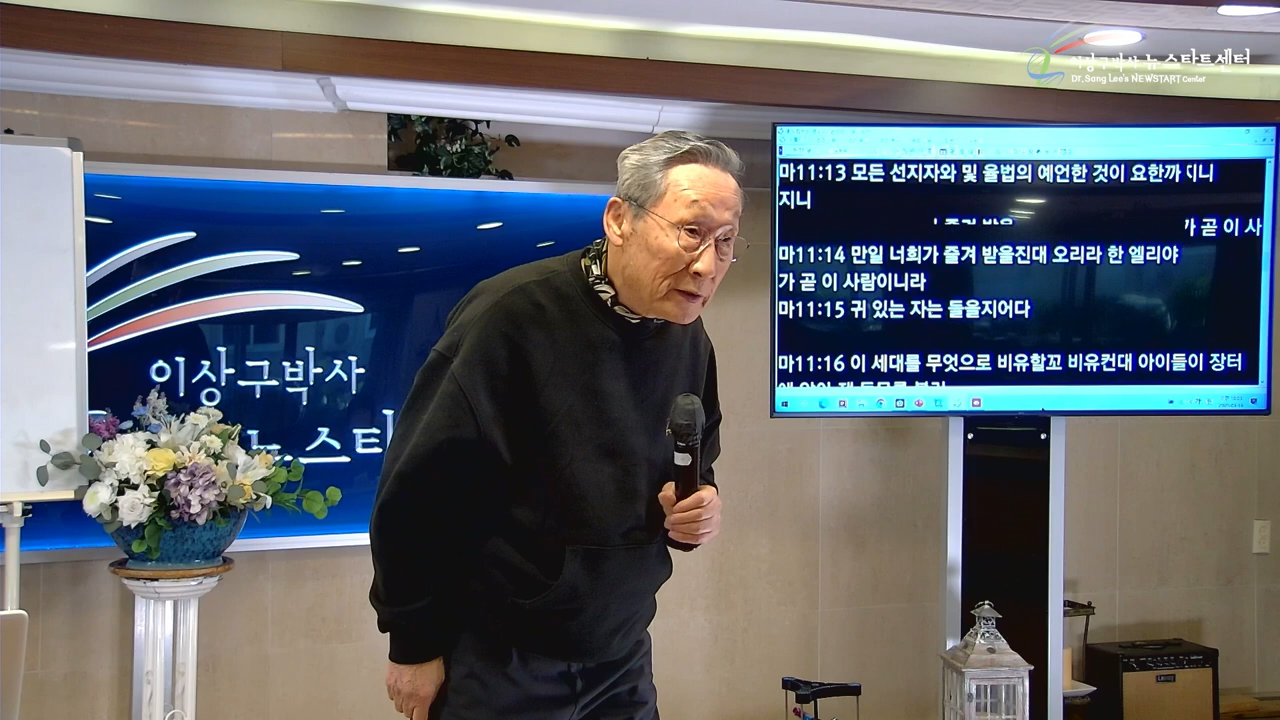 이상구박사 뉴스타트센터
Dr. Sang Lee's NEWSTART Center
마11:13 모든 선지자와 및 율법의 예언한 것이 요한까 지니
지니
가 곧 이 사
마11:14 만일 너희가 즐겨 받을진대 오리라 한 엘리야
가 곧 이 사람이니라
마11:15 귀 있는 자는 들을지어다
마11:16 이 세대를 무엇으로 비유할꼬 비유컨대 아이들이 장터
이상구박사
뉴스타